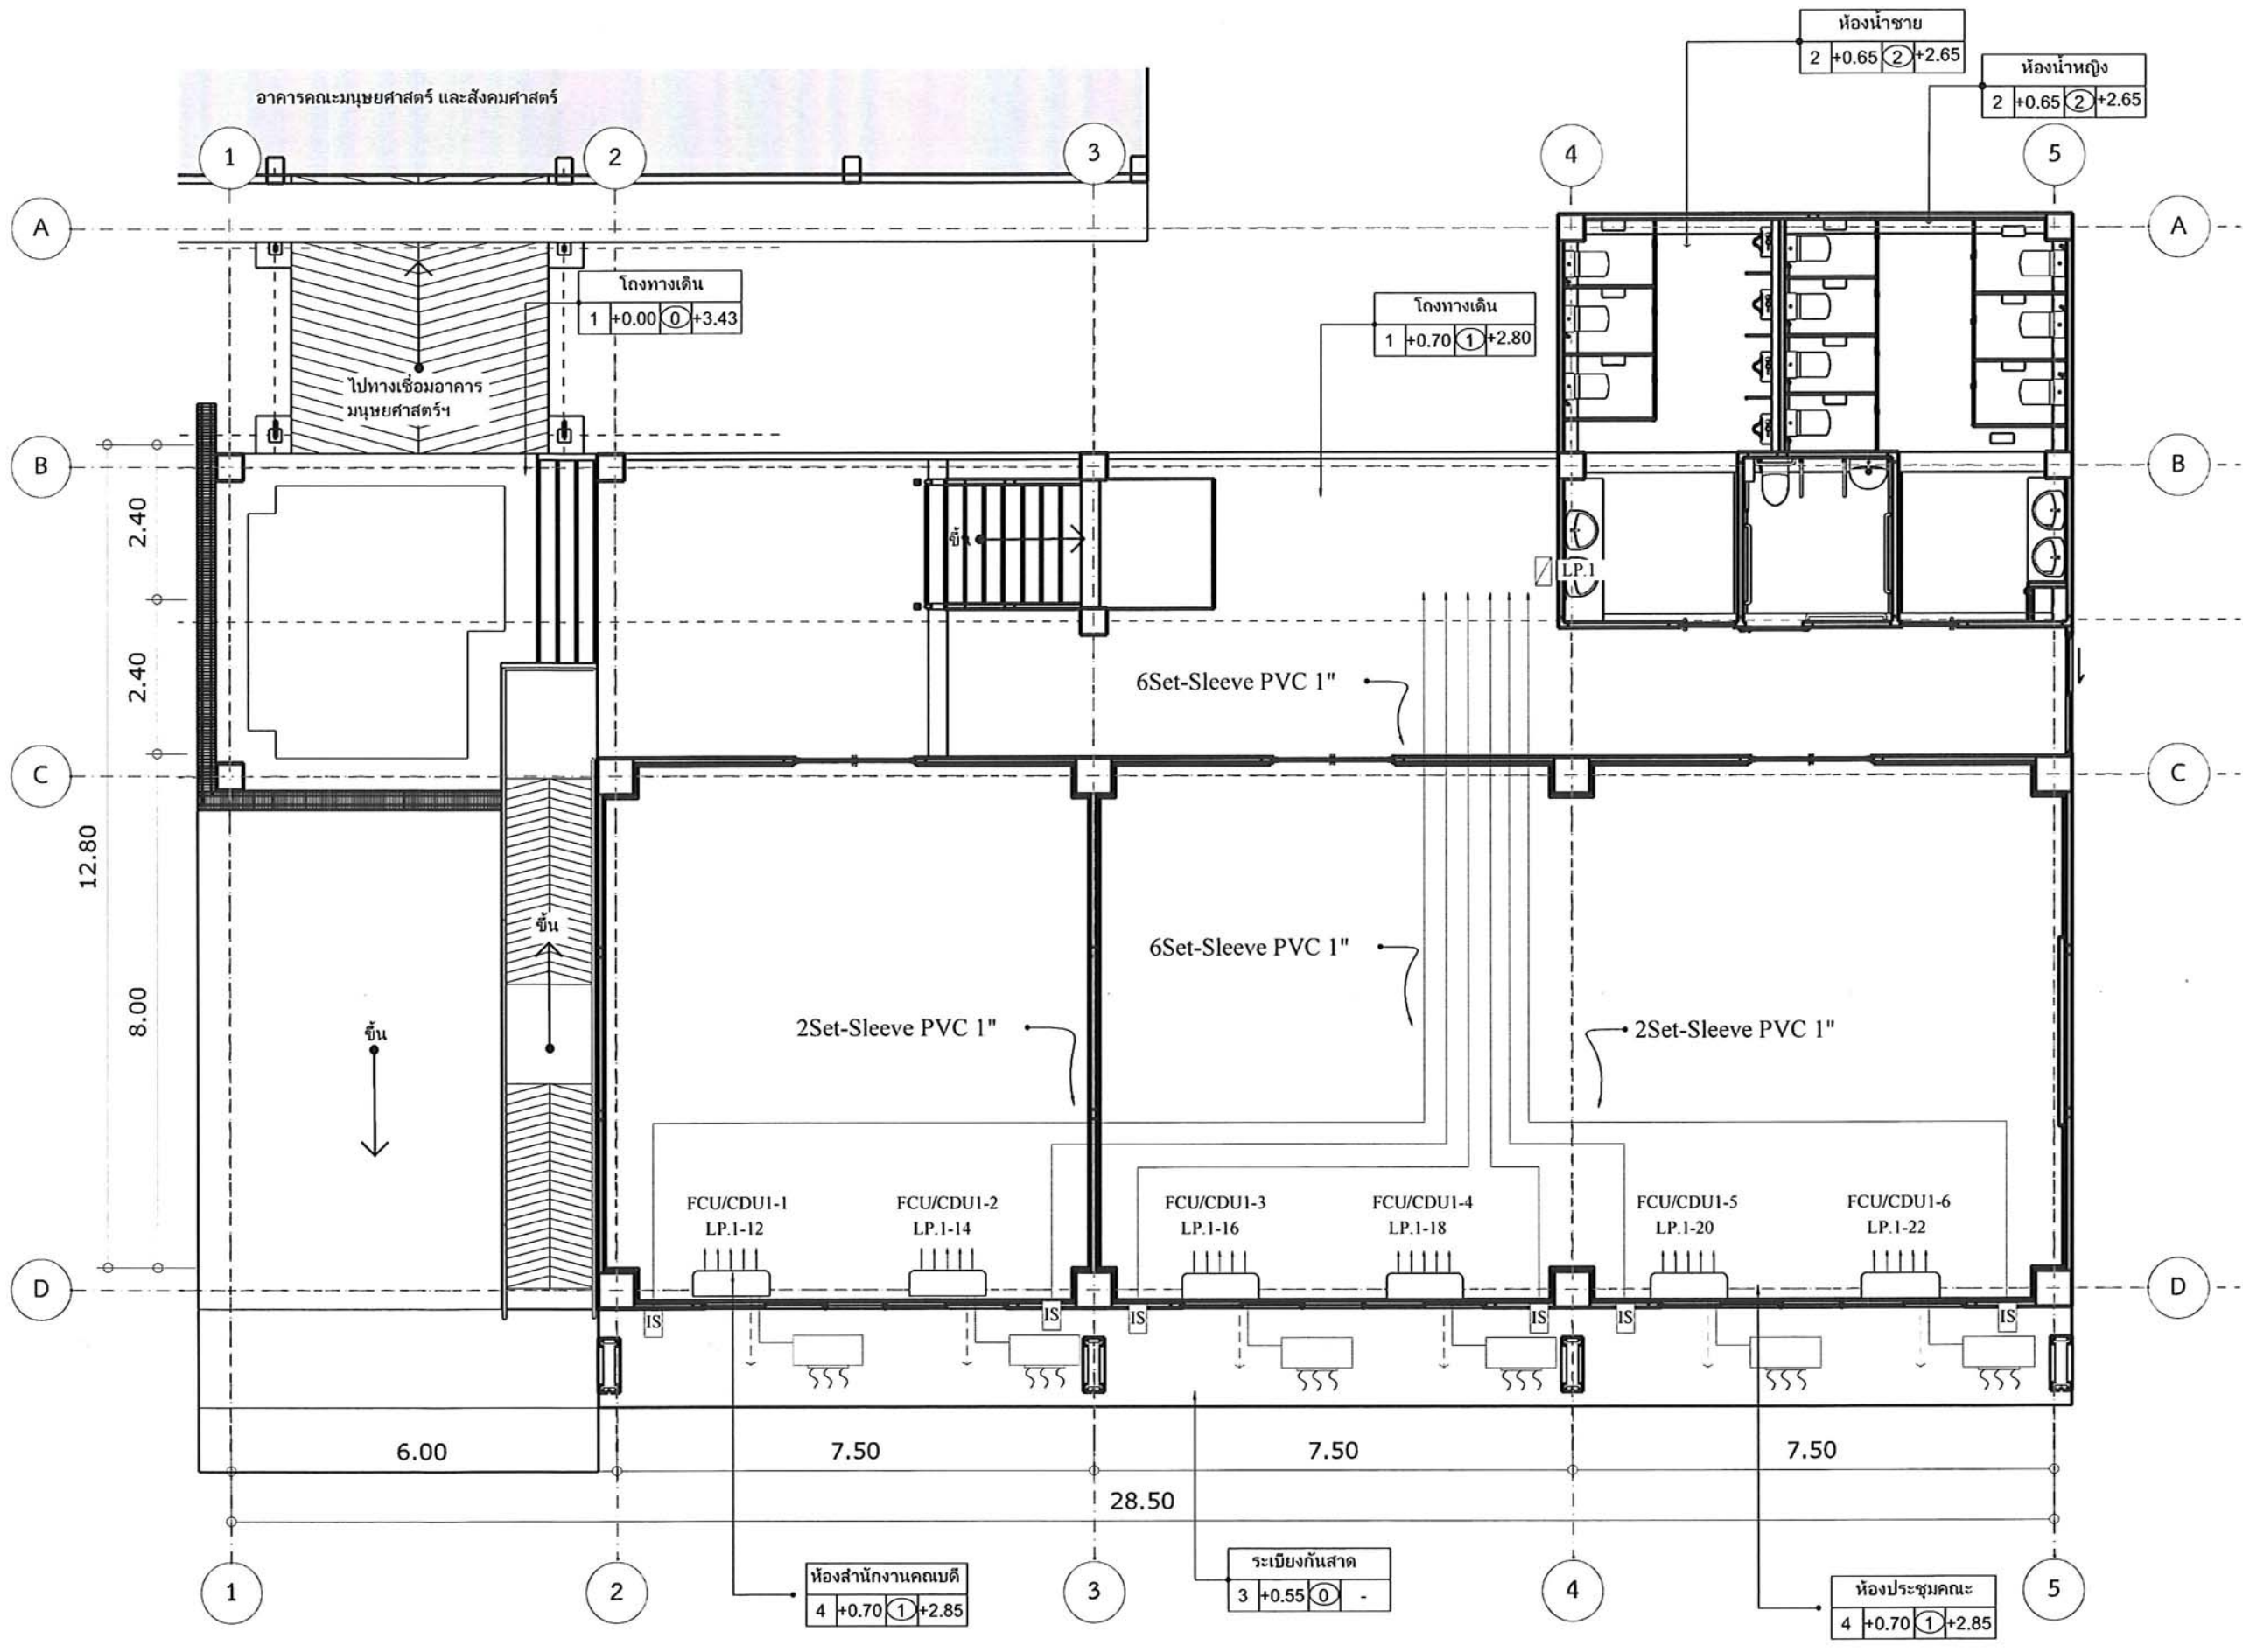 ห้องน้ำชาย
2 +0.65 2 +2.65
ห้องน้ำหญิง
2 +0.65 2 +2.65
อาคารคณะมนุษยศาสตร์ และสังคมศาสตร์
1 2 3 4 5
A A
โถงทางเดิน
1 +0.00 0 +3.43
โถงทางเดิน
1 +0.70 1 +2.80
ไปทางเชื่อมอาคาร
มนุษยศาสตร์ฯ
B B
2.40
ขึ้น
LP.1
2.40
6Set-Sleeve PVC 1"
C C
12.80
ขึ้น
6Set-Sleeve PVC 1"
8.00
ขึ้น
2Set-Sleeve PVC 1"
2Set-Sleeve PVC 1"
FCU/CDU1-1
LP.1-12
FCU/CDU1-2
LP.1-14
FCU/CDU1-3
LP.1-16
FCU/CDU1-4
LP.1-18
FCU/CDU1-5
LP.1-20
FCU/CDU1-6
LP.1-22
D D
IS IS IS IS IS IS
6.00 7.50 7.50 7.50
28.50
1 2 3 4 5
ห้องสำนักงานคณบดี
4 +0.70 1 +2.85
ระเบียงกันสาด
3 +0.55 0 -
ห้องประชุมคณะ
4 +0.70 1 +2.85